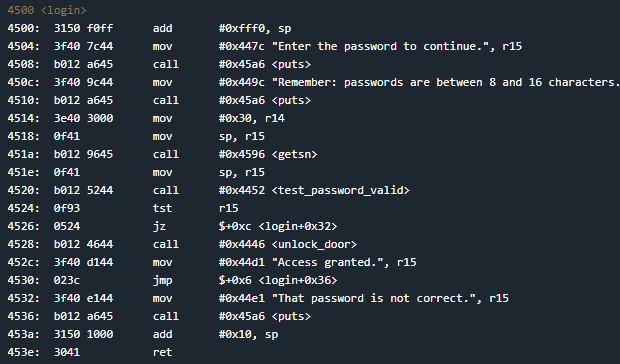 4500 <login>
4500: 3150 f0ff add #0xfff0, sp
4504: 3f40 7c44 mov #0x447c "Enter the password to continue.", r15
4508: b012 a645 call #0x45a6 <puts>
450c: 3f40 9c44 mov #0x449c "Remember: passwords are between 8 and 16 characters.
4510: b012 a645 call #0x45a6 <puts>
4514: 3e40 3000 mov #0x30, r14
4518: 0f41 mov sp, r15
451a: b012 9645 call #0x4596 <getsn>
451e: 0f41 mov sp, r15
4520: b012 5244 call #0x4452 <test_password_valid>
4524: 0f93 tst r15
4526: 0524 jz $+0xc <login+0x32>
4528: b012 4644 call #0x4446 <unlock_door>
452c: 3f40 d144 mov #0x44d1 "Access granted.", r15
4530: 023c jmp $+0x6 <login+0x36>
4532: 3f40 e144 mov #0x44e1 "That password is not correct.", r15
4536: b012 a645 call #0x45a6 <puts>
453a: 3150 1000 add #0x10, sp
453e: 3041 ret